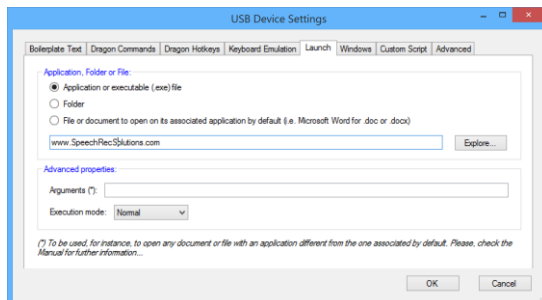 USB Device Settings
Boilerplate Text Dragon Commands Dragon Hotkeys Keyboard Emulation Launch Windows Custom Script Advanced
Application, Folder or File:
Application or executable (.exe) file
Folder
File or document to open on its associated application by default (i.e. Microsoft Word for .doc or .docx)
www.SpeechRecSolutions.com Explore...
Advanced properties:
Arguments (*):
Execution mode: Normal
(*) To be used, for instance, to open any document or file with an application different from the one associated by default. Please, check the
Manual for further information...
OK Cancel